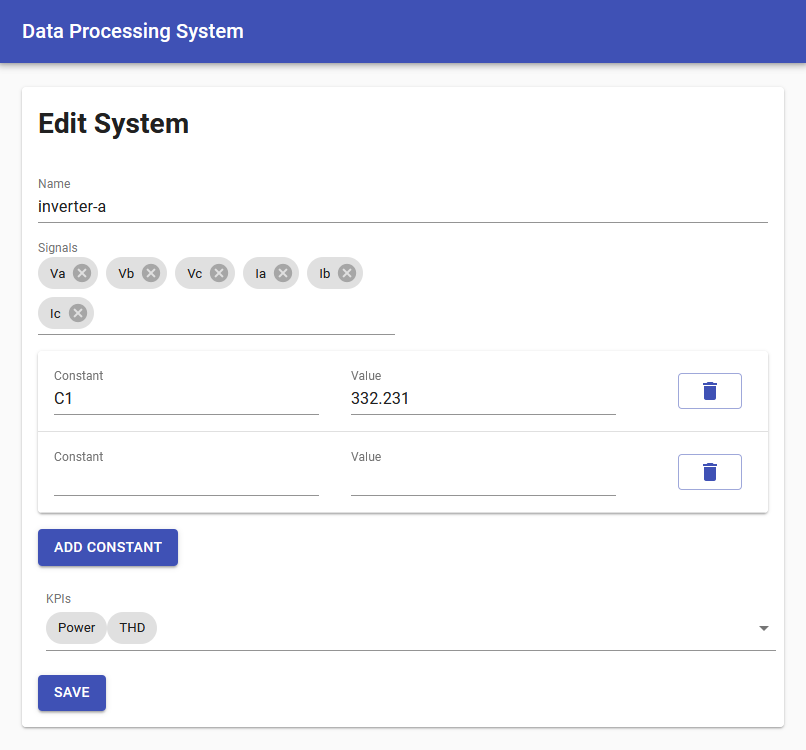 Data Processing System
Edit System
Name
inverter-a
Signals
Va Vb Vc Ia Ib
Ic
Constant Value
C1 332.231
Constant Value
ADD CONSTANT
KPIs
Power THD
SAVE